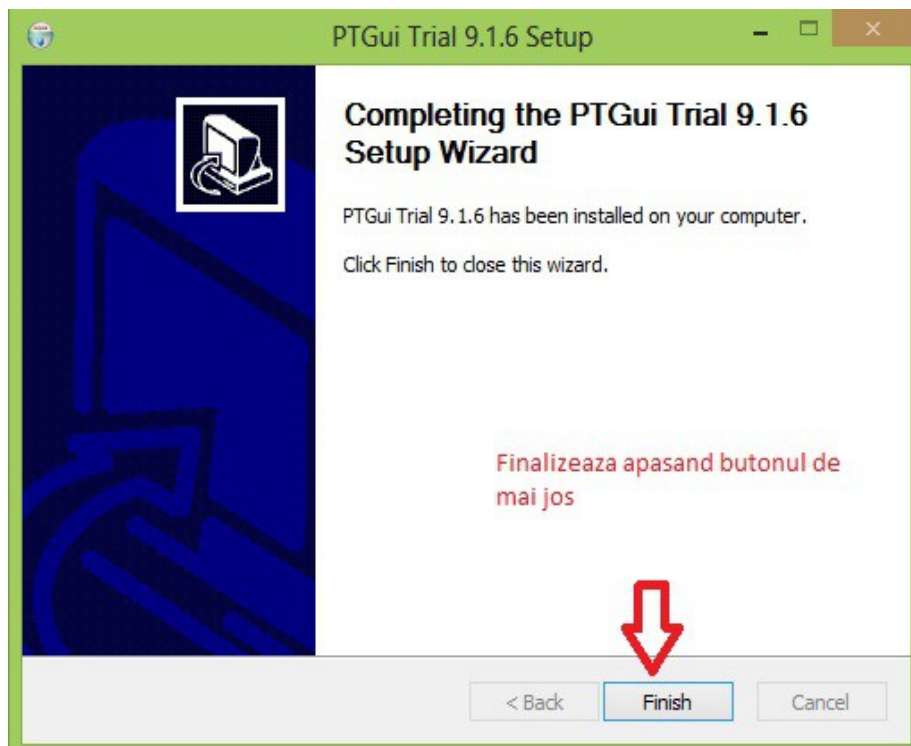 PTGui Trial 9.1.6 Setup
Completing the PTGui Trial 9.1.6
Setup Wizard
PTGui Trial 9.1.6 has been installed on your computer.
Click Finish to close this wizard.
Finalizeaza apasand butonul de
mai jos
< Back Finish Cancel